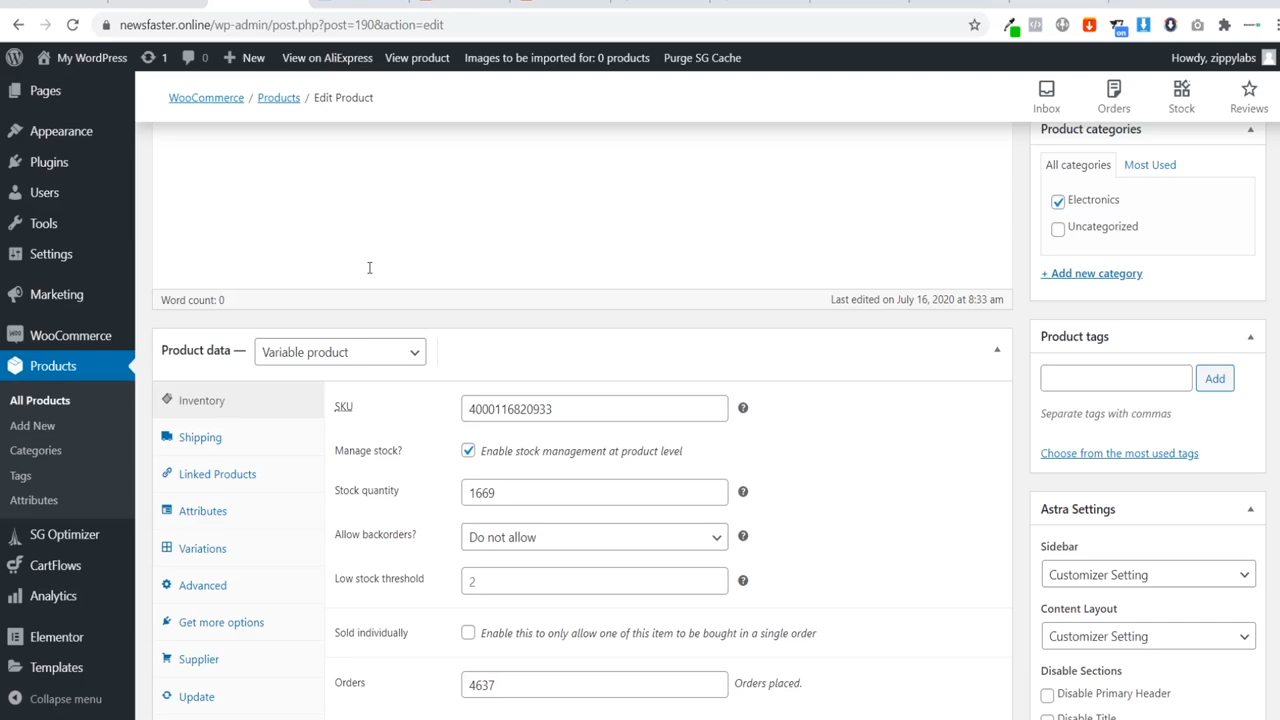 newsfaster.online/wp-admin/post.php?post=190&action=edit
on
My WordPress
1
0
New
View on AliExpress
View product
Images to be imported for: 0 products
Purge SG Cache
Howdy, zippylabs
Pages
Appearance
Plugins
Users
Tools
Settings
Marketing
WooCommerce
Products
All Products
Add New
Categories
Tags
Attributes
SG Optimizer
CartFlows
Analytics
Elementor
Templates
Collapse menu
WooCommerce / Products / Edit Product
Inbox
Orders
Stock
Reviews
Word count: 0
Last edited on July 16, 2020 at 8:33 am
Product data —
Variable product
Inventory
Shipping
Linked Products
Attributes
Variations
Advanced
Get more options
Supplier
Update
SKU
4000116820933
Manage stock?
Enable stock management at product level
Stock quantity
1669
Allow backorders?
Do not allow
Low stock threshold
2
Sold individually
Enable this to only allow one of this item to be bought in a single order
Orders
4637
Orders placed.
Product categories
All categories
Most Used
Electronics
Uncategorized
+ Add new category
Product tags
Add
Separate tags with commas
Choose from the most used tags
Astra Settings
Sidebar
Customizer Setting
Content Layout
Customizer Setting
Disable Sections
Disable Primary Header
Disable Title